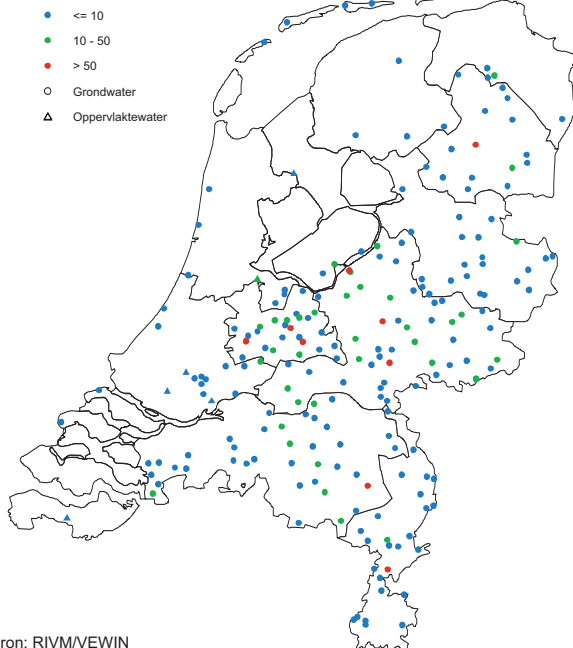 <= 10
10 - 50
> 50
Grondwater
Oppervlaktewater
ron: RIVM/VEWIN